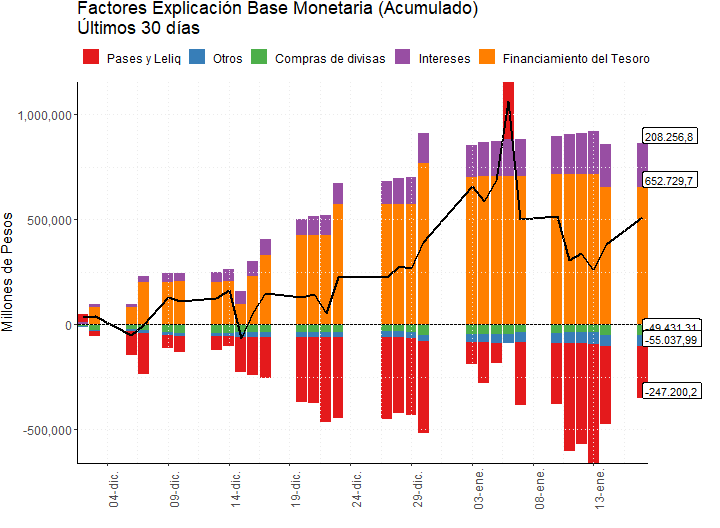 Factores Explicación Base Monetaria (Acumulado)
Últimos 30 días
Pases y Leliq Otros Compras de divisas Intereses Financiamiento del Tesoro
Millones de Pesos
1,000,000
500,000
0
-500,000
208.256,8
652.729,7
-49.431,31
-55.037,99
-247.200,2
04-dic.
09-dic.
14-dic.
19-dic.
24-dic.
29-dic.
03-ene.
08-ene.
13-ene.